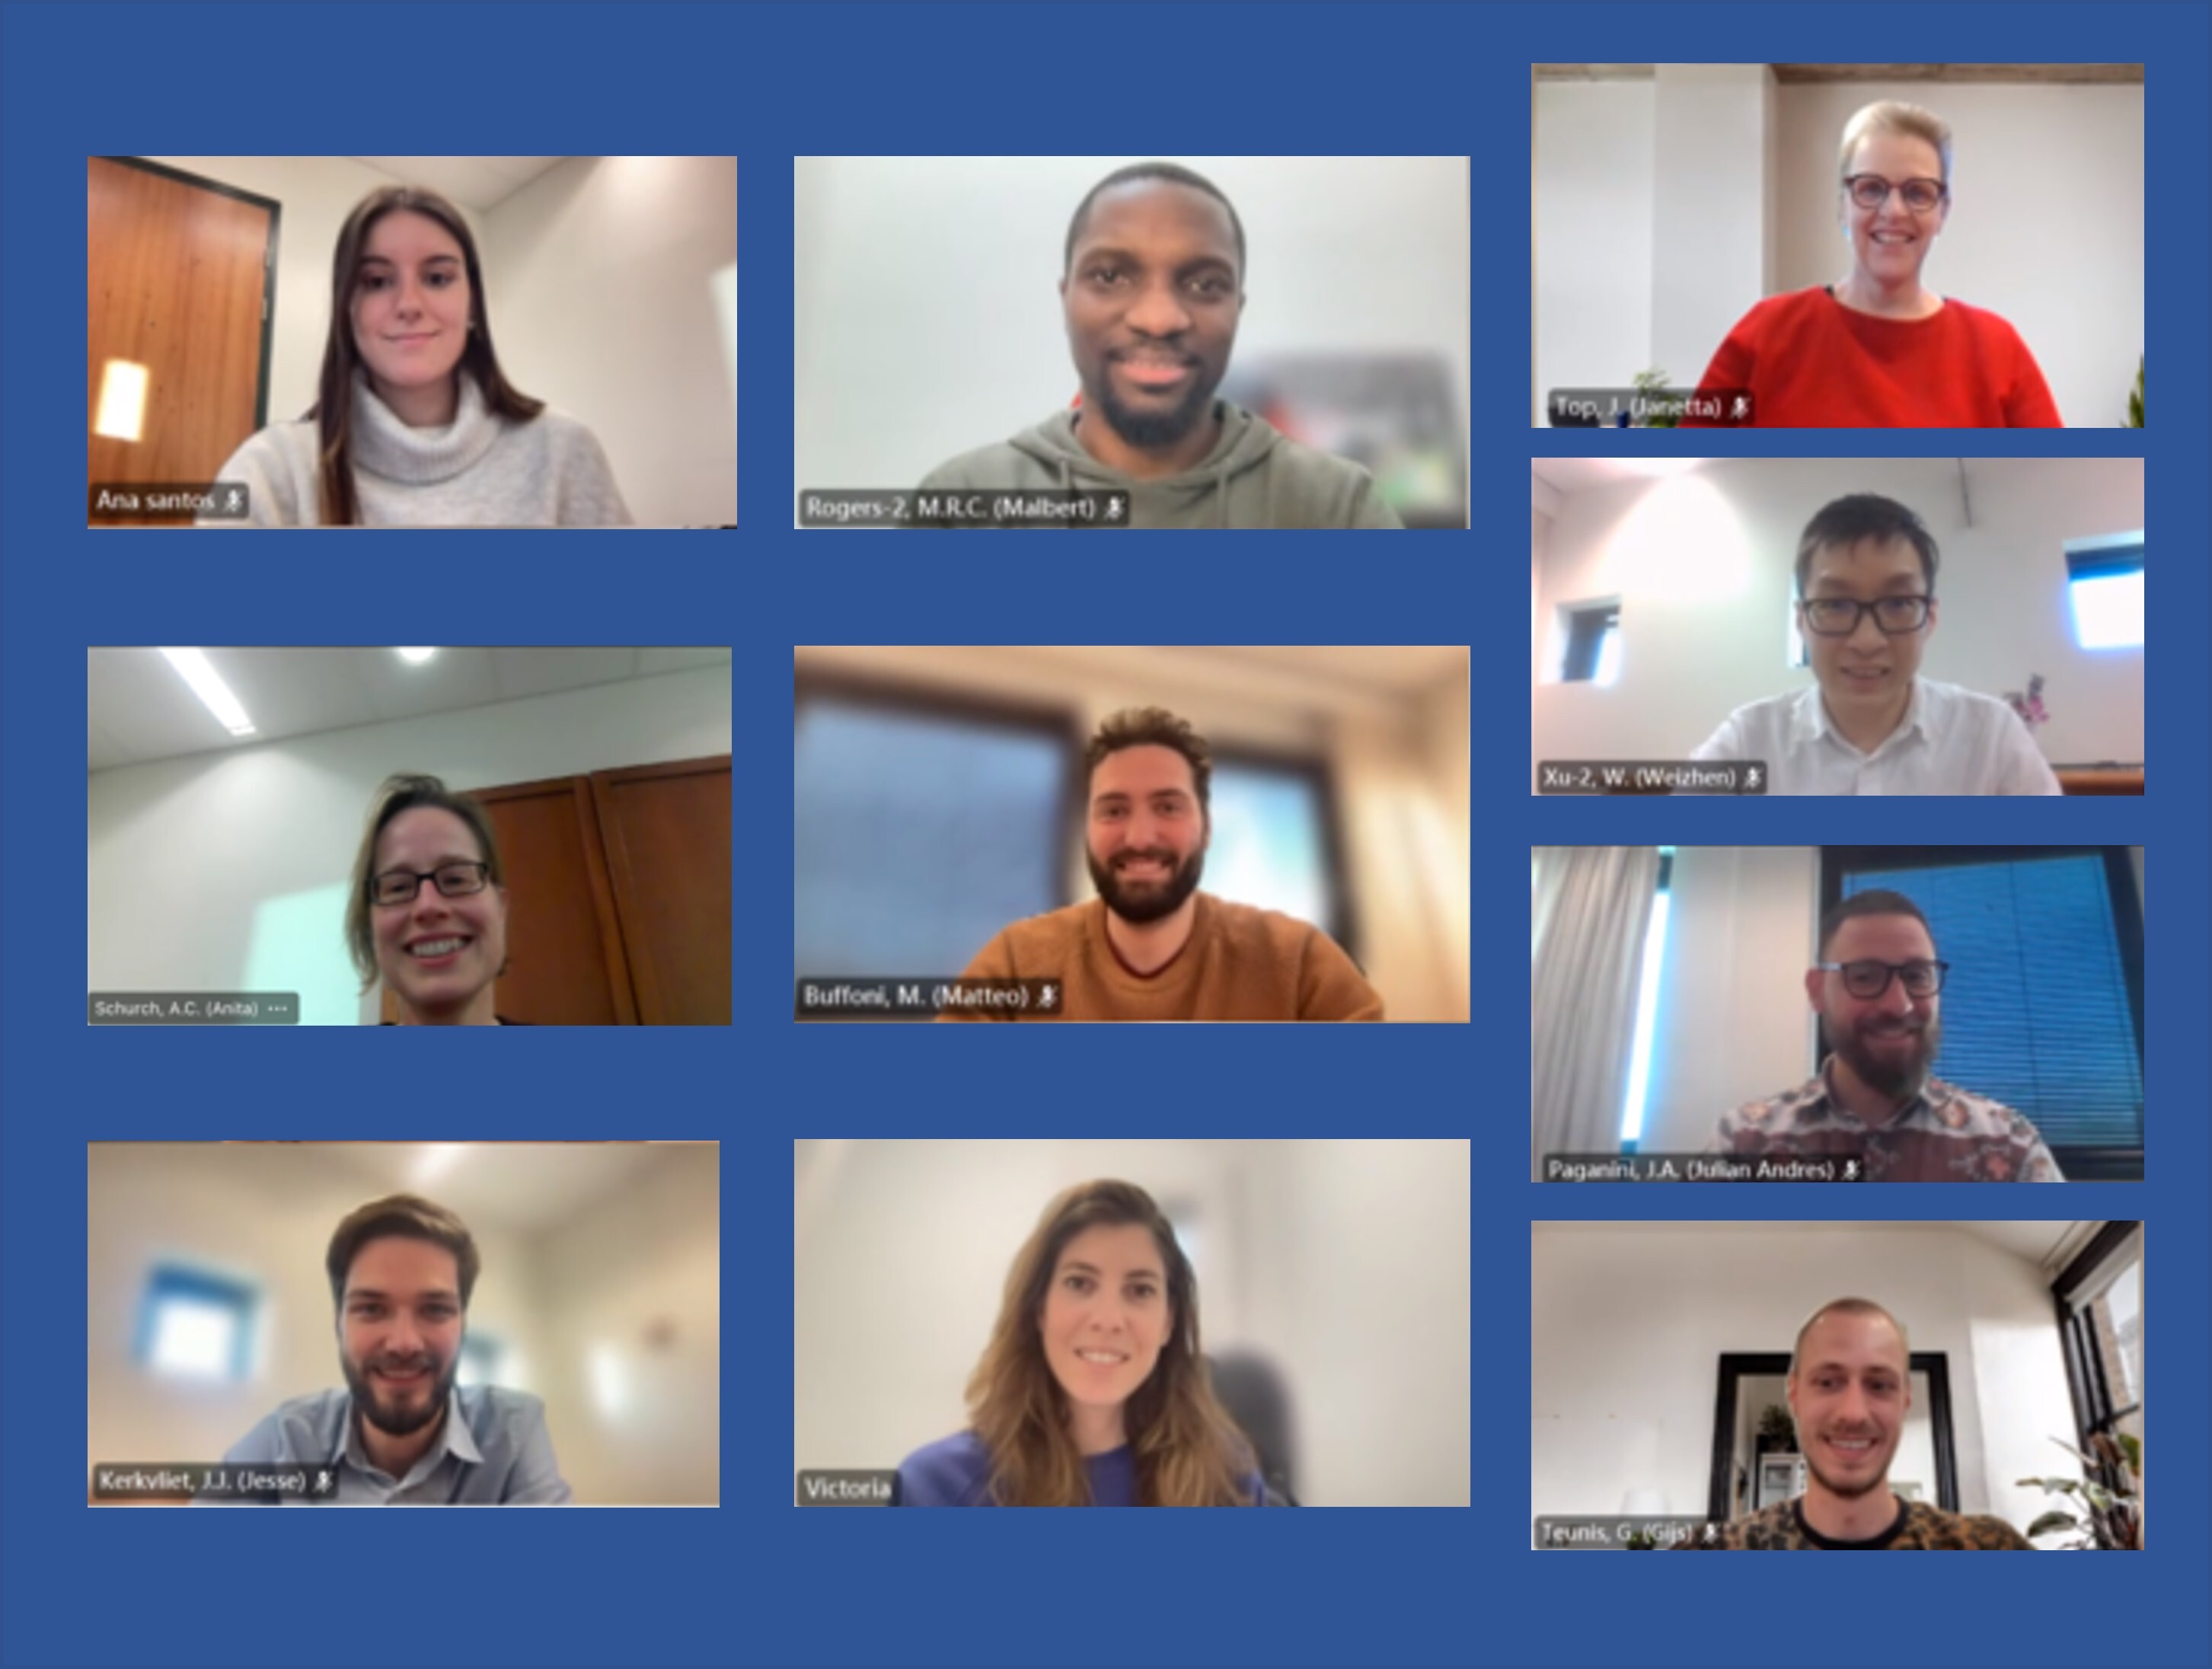 Ana santos
Rogers-2, M.R.C. (Malbert)
Top, J. (Janetta)
Xu-2, W. (Weizhen)
Schurch, A.C. (Anita) ...
Buffoni, M. (Matteo)
Paganini, J.A. (Julian Andres)
Kerkvliet, J.J. (Jesse)
Victoria
Teunis, G. (Gijs)